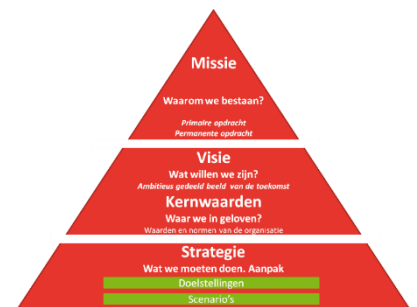 Missie
Waarom we bestaan?
Primaire opdracht
Permanente opdracht
Visie
Wat willen we zijn?
Ambitieus gedeeld beeld van de toekomst
Kernwaarden
Waar we in geloven?
Waarden en normen van de organisatie
Strategie
Wat we moeten doen. Aanpak
Doelstellingen
Scenario's